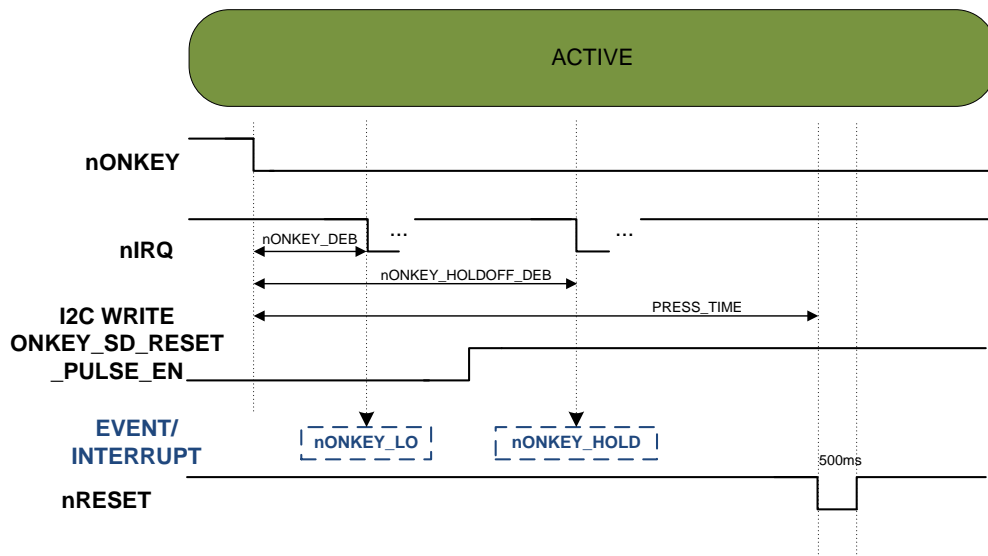 ACTIVE
nONKEY
nIRQ
nONKEY_DEB
...
...
nONKEY_HOLDOFF_DEB
PRESS_TIME
I2C WRITE
ONKEY_SD_RESET
_PULSE_EN
EVENT/
INTERRUPT
nONKEY_LO
nONKEY_HOLD
500ms
nRESET